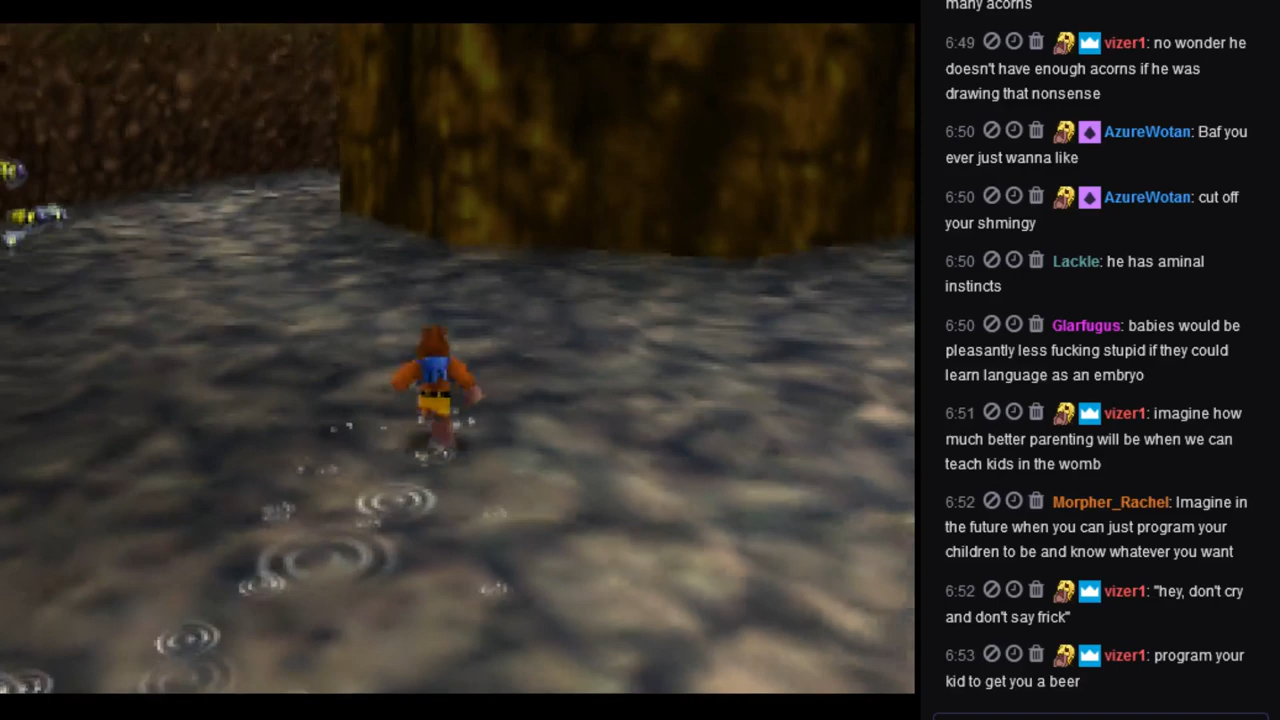 many acorns
6:49 vizer1: no wonder he
doesn't have enough acorns if he was
drawing that nonsense
6:50 AzureWotan: Baf you
ever just wanna like
6:50 AzureWotan: cut off
your shmingy
6:50 Lackle: he has aminal
instincts
6:50 Glarfugus: babies would be
pleasantly less fucking stupid if they could
learn language as an embryo
6:51 vizer1: imagine how
much better parenting will be when we can
teach kids in the womb
6:52 Morpher_Rachel: Imagine in
the future when you can just program your
children to be and know whatever you want
6:52 vizer1: "hey, don't cry
and don't say frick"
6:53 vizer1: program your
kid to get you a beer